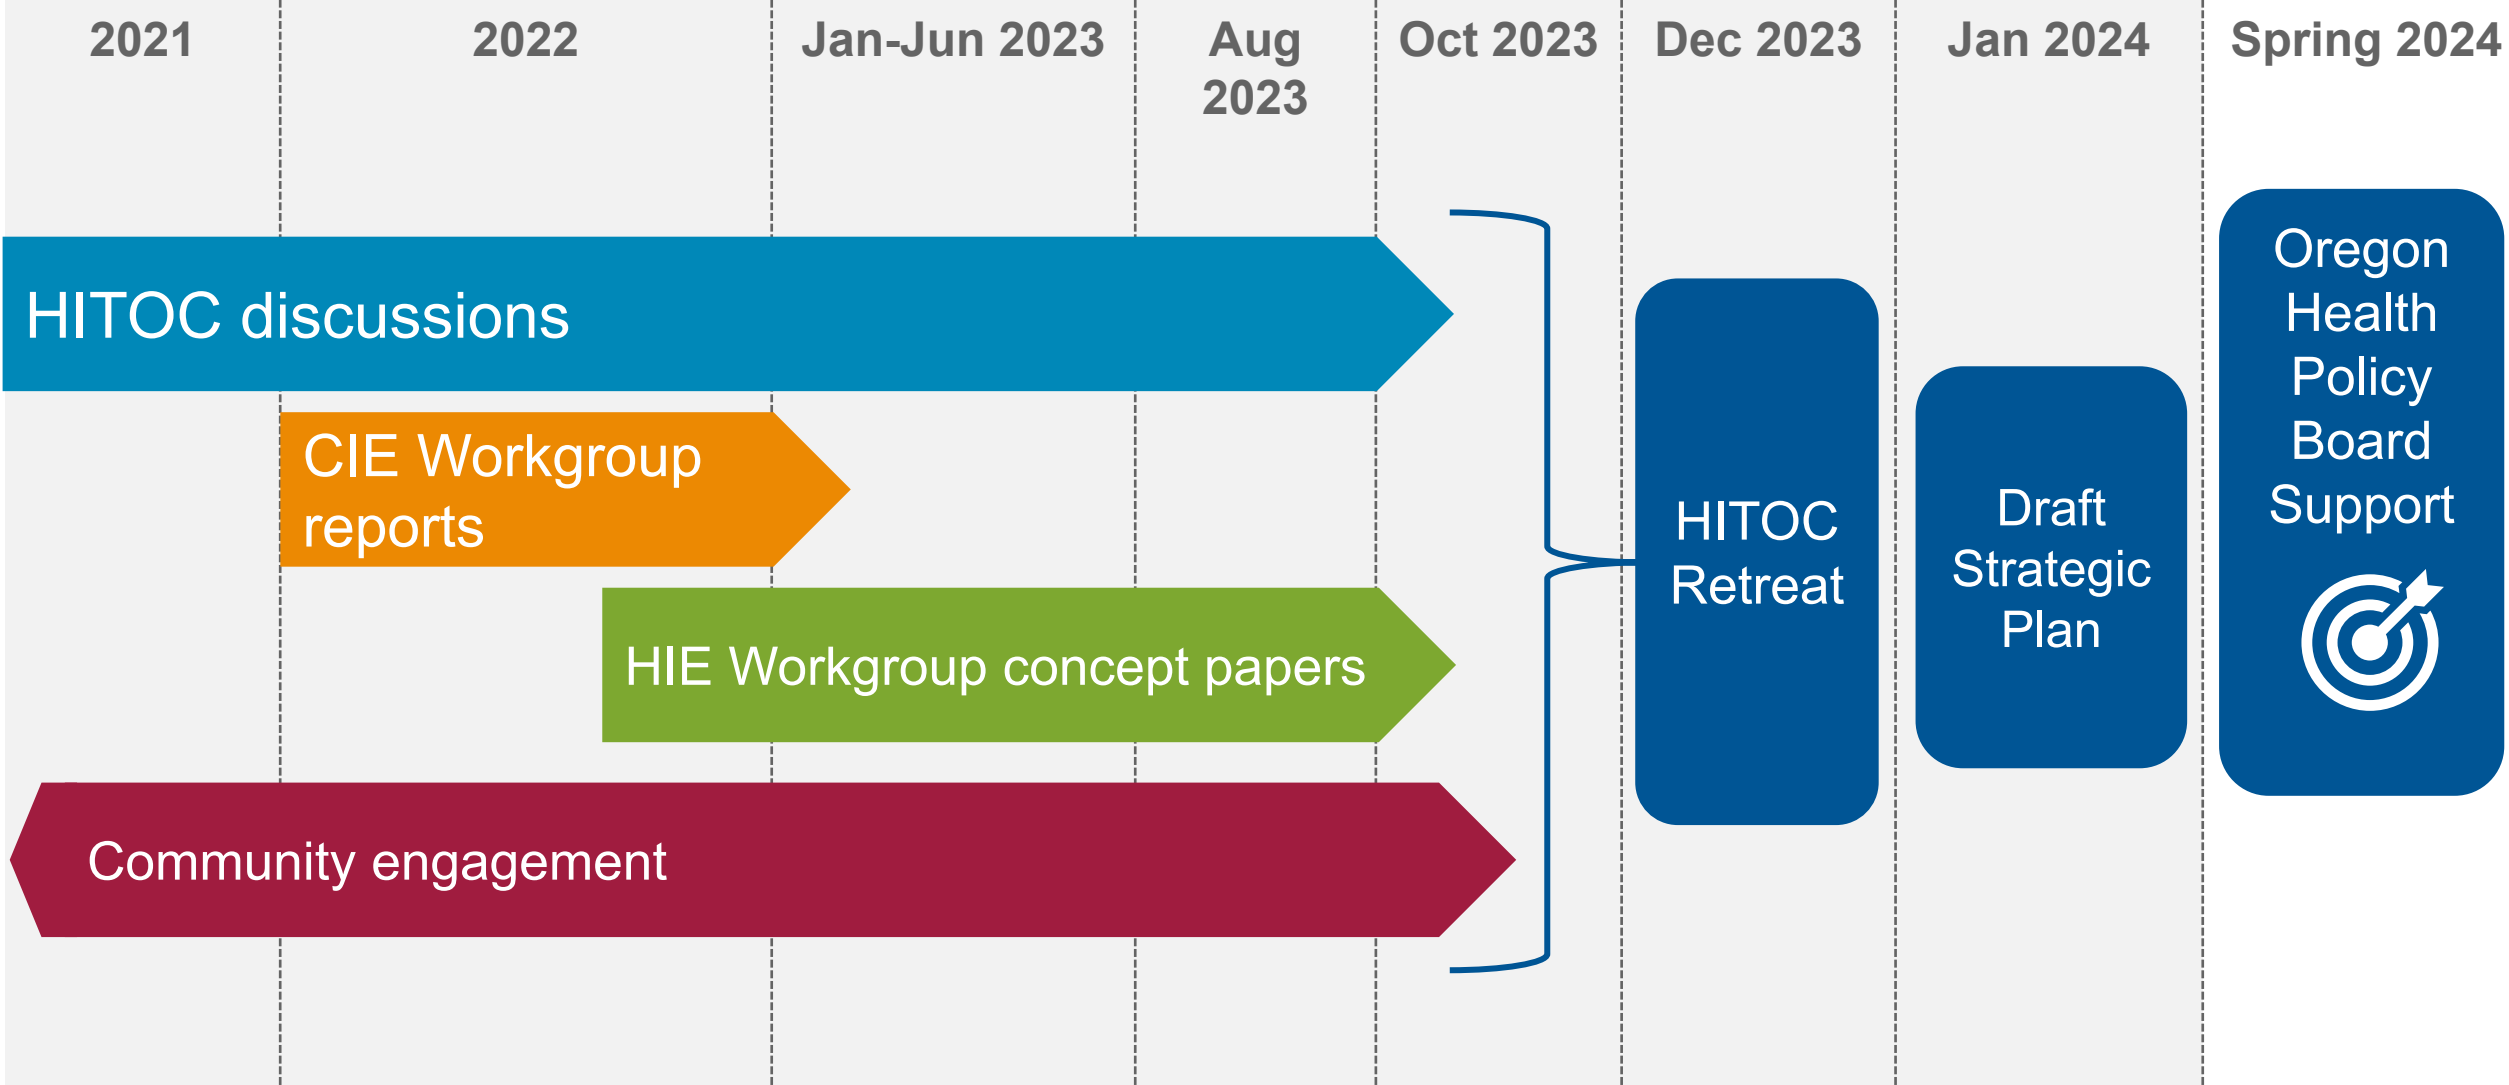 2021
2022
Jan-Jun 2023
Aug
2023
Oct 2023
Dec 2023
Jan 2024
Spring 2024
HITOC discussions
CIE Workgroup
reports
HIE Workgroup concept papers
Community engagement
HITOC
Retreat
Draft
Strategic
Plan
Oregon
Health
Policy
Board
Support